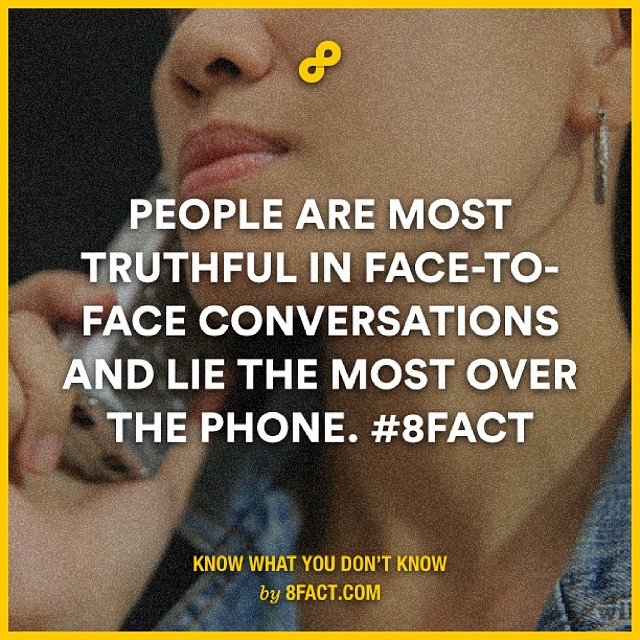 PEOPLE ARE MOST
TRUTHFUL IN FACE-TO-
FACE CONVERSATIONS
AND LIE THE MOST OVER
THE PHONE. #8FACT
KNOW WHAT YOU DON'T KNOW
by 8FACT.COM